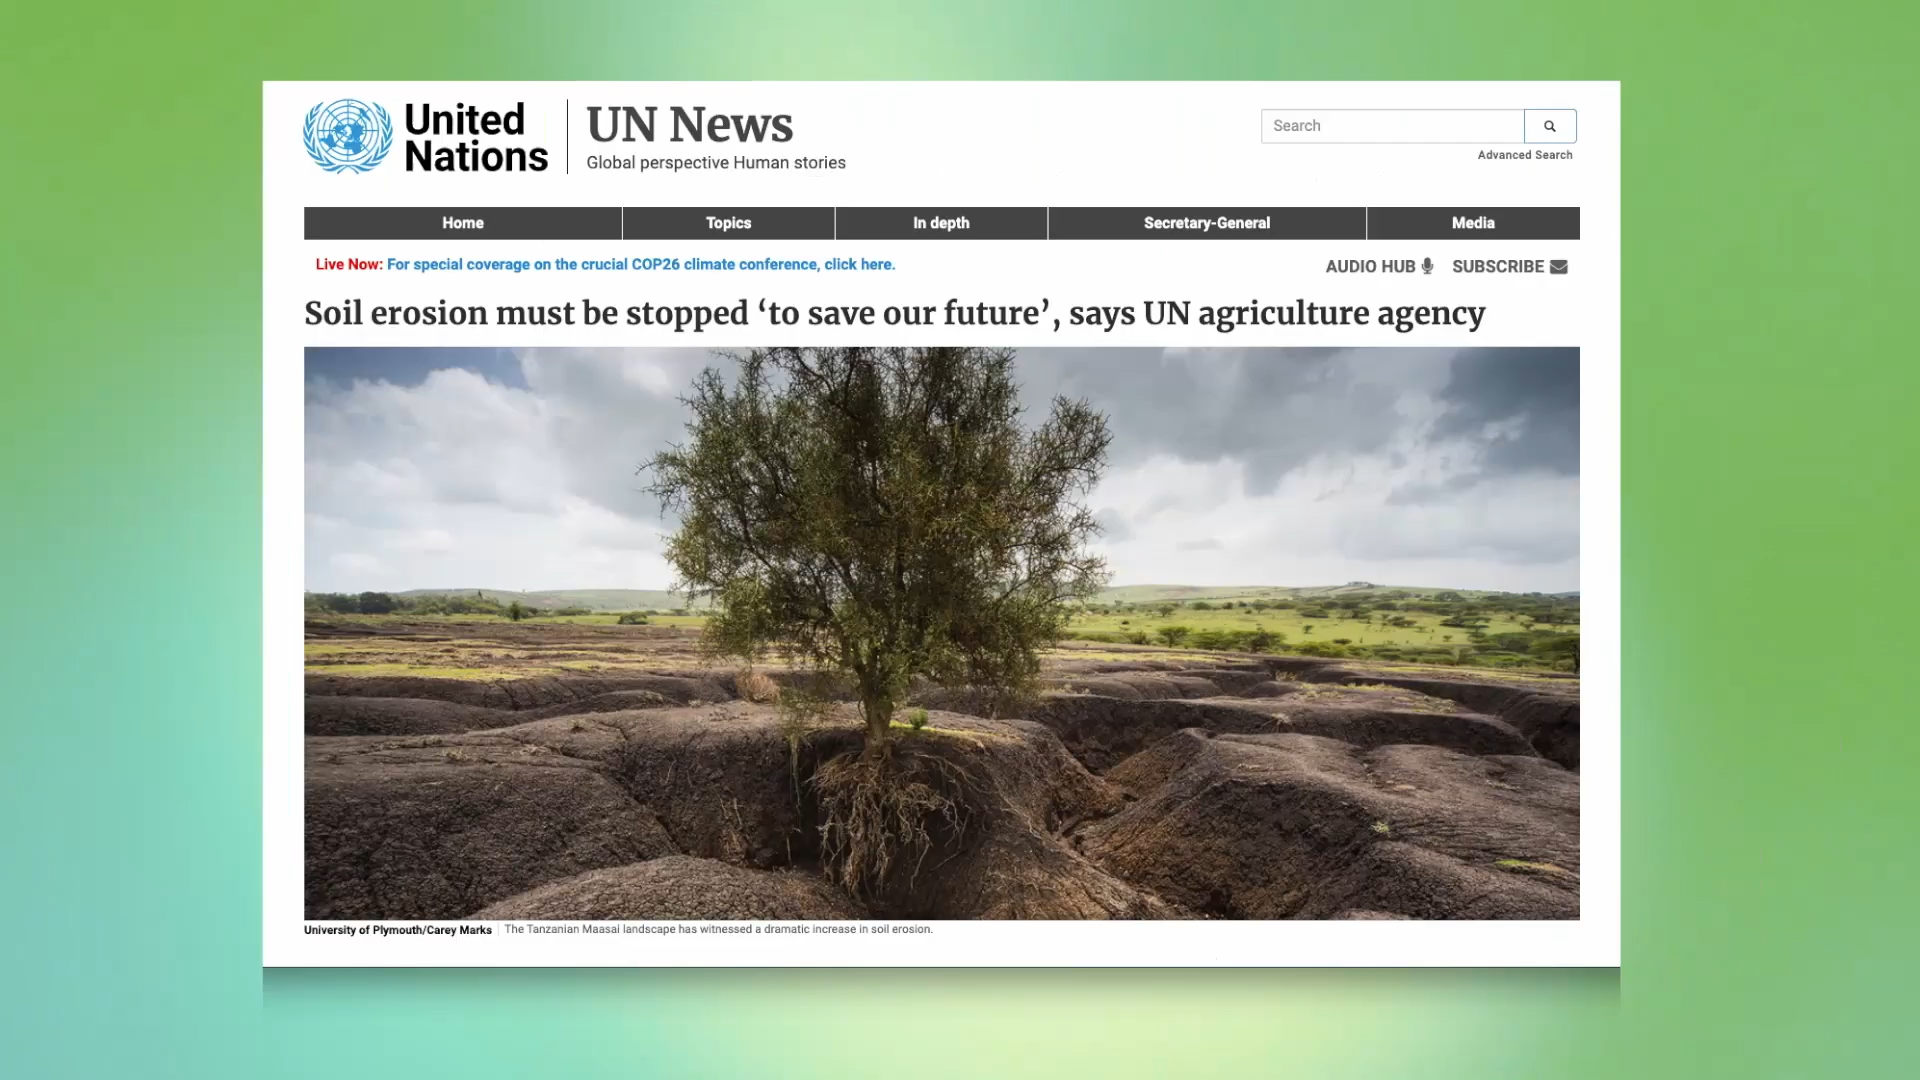 United
Nations
UN News
Global perspective Human stories
Search
Advanced Search
Home
Topics
In depth
Secretary-General
Media
Live Now: For special coverage on the crucial COP26 climate conference, click here.
AUDIO HUB
SUBSCRIBE
Soil erosion must be stopped ‘to save our future’, says UN agriculture agency
University of Plymouth/Carey Marks
The Tanzanian Maasai landscape has witnessed a dramatic increase in soil erosion.